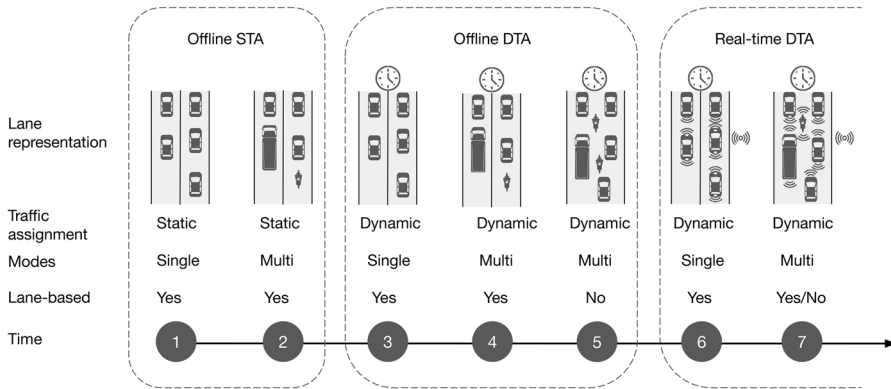 Offline STA Offline DTA Real-time DTA
Lane
representation
Traffic
assignment
Static Static Dynamic Dynamic Dynamic Dynamic Dynamic
Modes Single Multi Single Multi Multi Single Multi
Lane-based Yes Yes Yes Yes No Yes Yes/No
Time 1 2 3 4 5 6 7